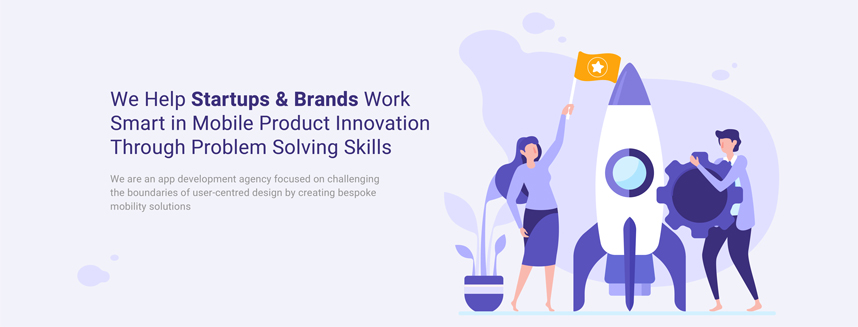 We Help Startups & Brands Work
Smart in Mobile Product Innovation
Through Problem Solving Skills
We are an app development agency focused on challenging
the boundaries of user-centred design by creating bespoke
mobility solutions